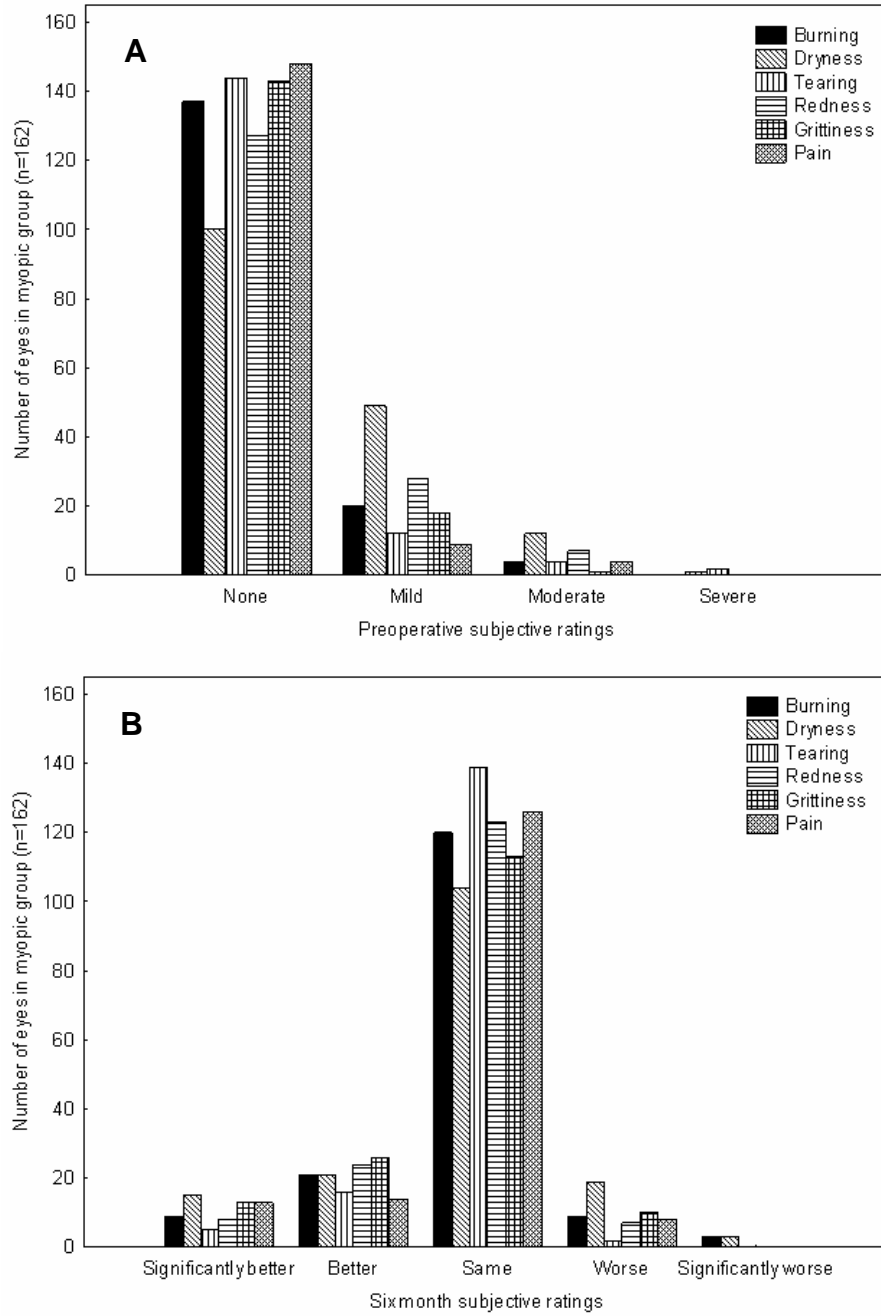 A
Burning
Dryness
Tearing
Redness
Grittiness
Pain
160
140
120
100
80
60
40
20
0
Number of eyes in myopic group (n=162)
None Mild Moderate Severe
Preoperative subjective ratings
B
Burning
Dryness
Tearing
Redness
Grittiness
Pain
160
140
120
100
80
60
40
20
0
Number of eyes in myopic group (n=162)
Significantly better Better Same Worse Significantly worse
Six month subjective ratings